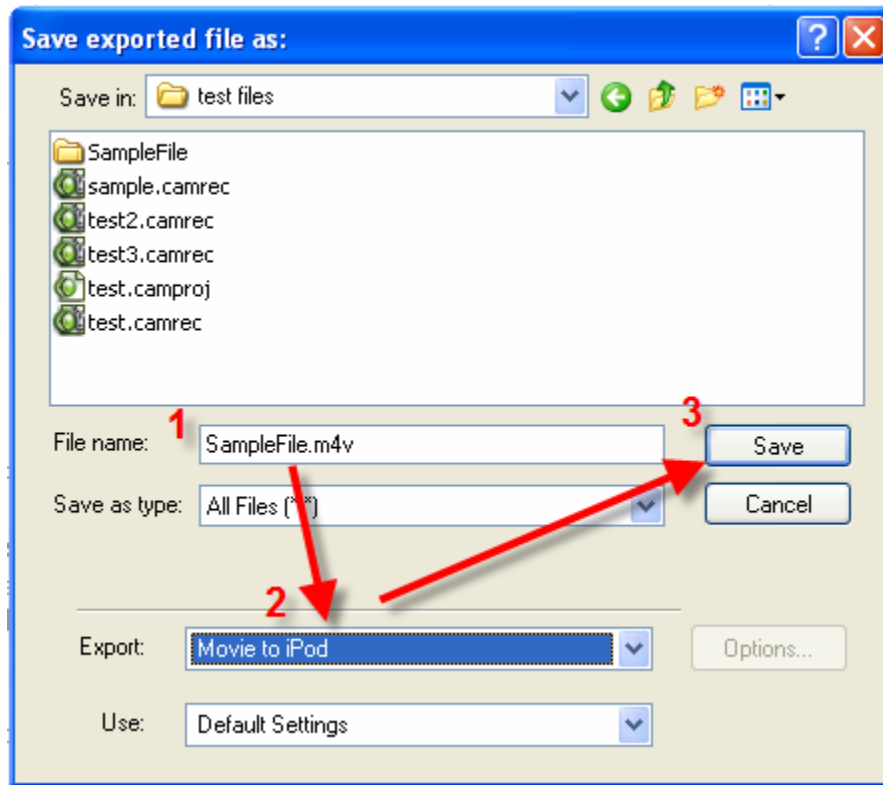 Save exported file as:
Save in: test files
SampleFile
sample.camrec
test2.camrec
test3.camrec
test.camproj
test.camrec
1 3
File name: SampleFile.m4v Save
Save as type: All Files (*.*) Cancel
2
Export: Movie to iPod Options...
Use: Default Settings